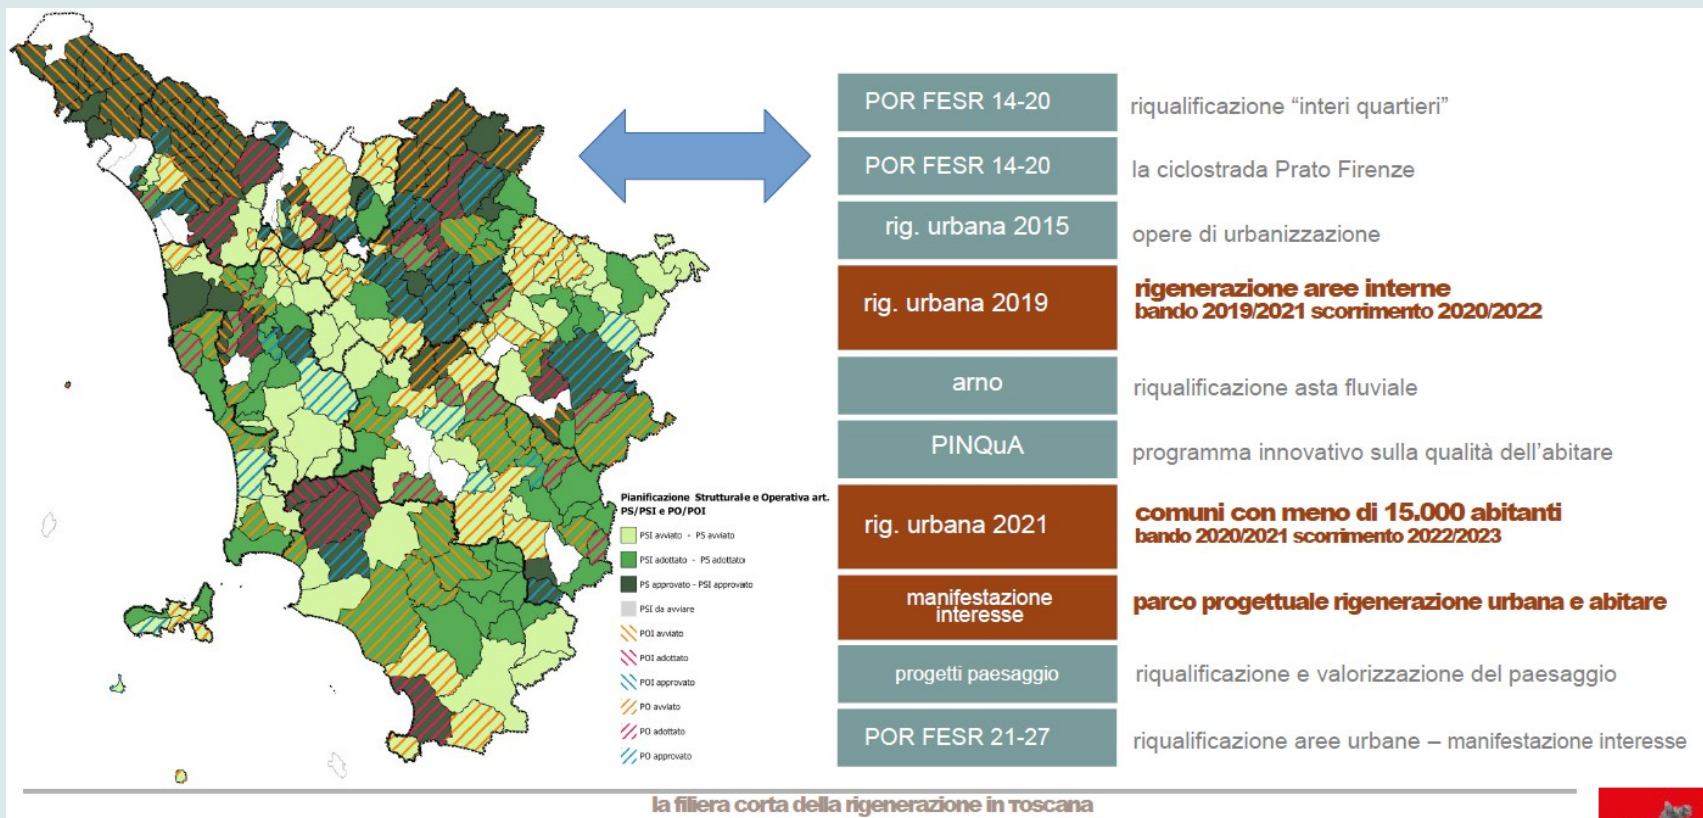 Pianificazione Strutturale e Operativa art.
PS/PSI e PO/POI
PSI avviato - PS avviato
PSI adottato - PS adottato
PS approvato - PSI approvato
PSI da avviare
POI avviato
POI adottato
POI approvato
PO avviato
PO adottato
PO approvato
POR FESR 14-20
riqualificazione “interi quartieri”
POR FESR 14-20
la ciclostrada Prato Firenze
rig. urbana 2015
opere di urbanizzazione
rig. urbana 2019
rigenerazione aree interne
bando 2019/2021 scorrimento 2020/2022
arno
riqualificazione asta fluviale
PINQuA
programma innovativo sulla qualità dell’abitare
rig. urbana 2021
comuni con meno di 15.000 abitanti
bando 2020/2021 scorrimento 2022/2023
manifestazione
interesse
parco progettuale rigenerazione urbana e abitare
progetti paesaggio
riqualificazione e valorizzazione del paesaggio
POR FESR 21-27
riqualificazione aree urbane – manifestazione interesse
la filiera corta della rigenerazione in Toscana